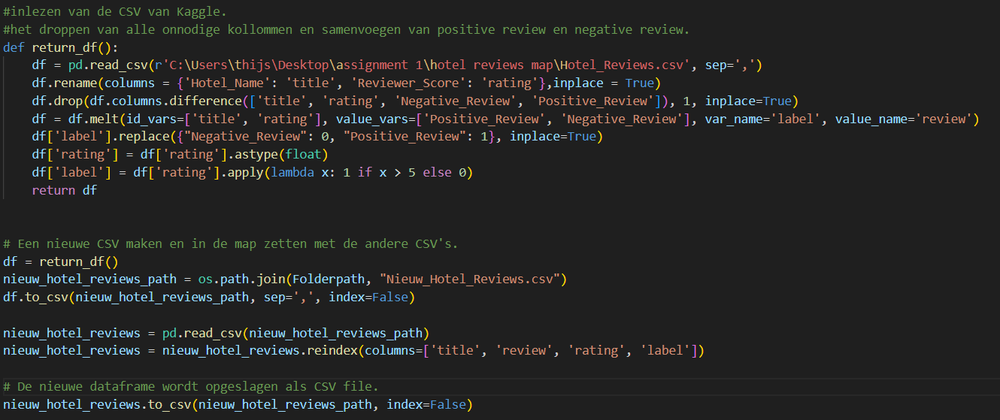 #inlezen van de CSV van Kaggle.
#het droppen van alle onnodige kollommen en samenvoegen van positive review en negative review.
def return_df():
    df = pd.read_csv(r'C:\Users\thijs\Desktop\assignment 1\hotel reviews map\Hotel_Reviews.csv', sep=',')
    df.rename(columns = {'Hotel_Name': 'title', 'Reviewer_Score': 'rating'},inplace = True)
    df.drop(df.columns.difference(['title', 'rating', 'Negative_Review', 'Positive_Review']), 1, inplace=True)
    df = df.melt(id_vars=['title', 'rating'], value_vars=['Positive_Review', 'Negative_Review'], var_name='label', value_name='review')
    df['label'].replace({"Negative_Review": 0, "Positive_Review": 1}, inplace=True)
    df['rating'] = df['rating'].astype(float)
    df['label'] = df['rating'].apply(lambda x: 1 if x > 5 else 0)
    return df
# Een nieuwe CSV maken en in de map zetten met de andere CSV's.
df = return_df()
nieuw_hotel_reviews_path = os.path.join(Folderpath, "Nieuw_Hotel_Reviews.csv")
df.to_csv(nieuw_hotel_reviews_path, sep=',', index=False)
nieuw_hotel_reviews = pd.read_csv(nieuw_hotel_reviews_path)
nieuw_hotel_reviews = nieuw_hotel_reviews.reindex(columns=['title', 'review', 'rating', 'label'])
# De nieuwe dataframe wordt opgeslagen als CSV file.
nieuw_hotel_reviews.to_csv(nieuw_hotel_reviews_path, index=False)